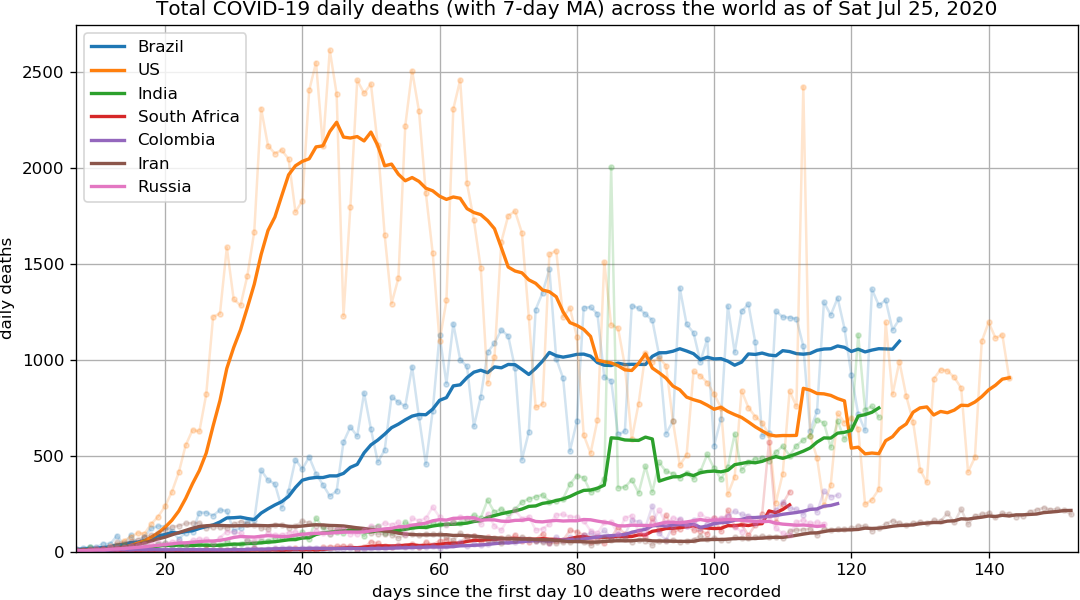 Total COVID-19 daily deaths (with 7-day MA) across the world as of Sat Jul 25, 2020
Brazil
US
India
South Africa
Colombia
Iran
Russia
2500
2000
1500
1000
500
0
daily deaths
20 40 60 80 100 120 140
days since the first day 10 deaths were recorded